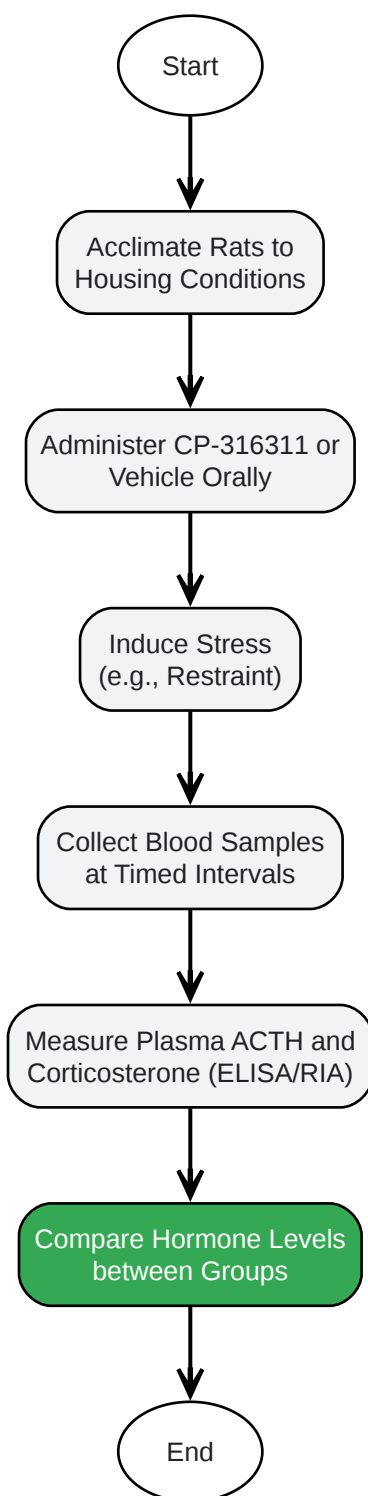 Start
Acclimate Rats to
Housing Conditions
Administer CP-316311 or
Vehicle Orally
Induce Stress
(e.g., Restraint)
Collect Blood Samples
at Timed Intervals
Measure Plasma ACTH and
Corticosterone (ELISA/RIA)
Compare Hormone Levels
between Groups
End